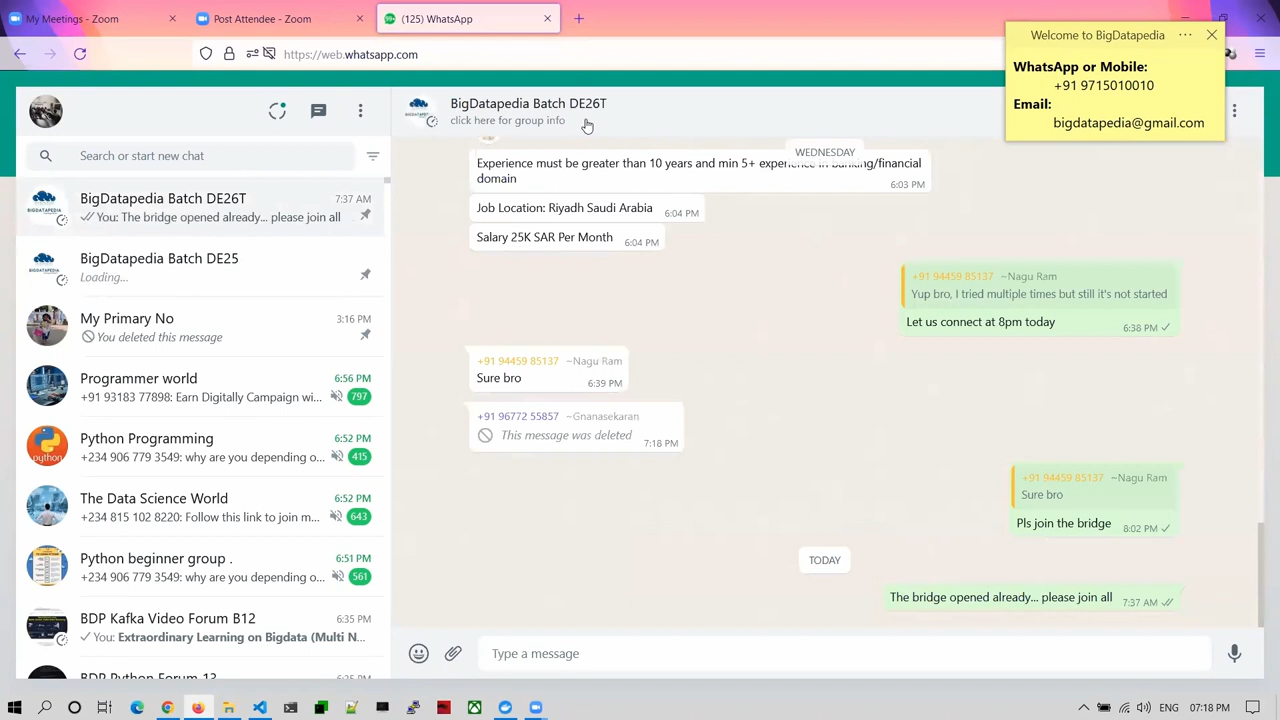 My Meetings - Zoom
Post Attendee - Zoom
99+
(125) WhatsApp
https://web.whatsapp.com
Welcome to BigDatapedia
WhatsApp or Mobile:
+91 9715010010
Email:
bigdatapedia@gmail.com
Search or start new chat
BigDatapedia Batch DE26T
7:37 AM
You: The bridge opened already... please join all
BigDatapedia Batch DE25
Loading...
My Primary No
3:16 PM
You deleted this message
Programmer world
6:56 PM
+91 93183 77898: Earn Digitally Campaign wi...
797
Python Programming
6:52 PM
+234 906 779 3549: why are you depending o...
415
python
The Data Science World
6:52 PM
+234 815 102 8220: Follow this link to join m...
643
Python beginner group .
6:51 PM
+234 906 779 3549: why are you depending o...
561
BDP Kafka Video Forum B12
6:35 PM
You: Extraordinary Learning on Bigdata (Multi N...
BDP Python Forum 13
6:35 PM
BigDatapedia Batch DE26T
click here for group info
WEDNESDAY
Experience must be greater than 10 years and min 5+ experience in banking/financial
domain
6:03 PM
Job Location: Riyadh Saudi Arabia
6:04 PM
Salary 25K SAR Per Month
6:04 PM
+91 94459 85137 ~Nagu Ram
Yup bro, I tried multiple times but still it's not started
Let us connect at 8pm today
6:38 PM
+91 94459 85137 ~Nagu Ram
Sure bro
6:39 PM
+91 96772 55857 ~Gnanasekaran
This message was deleted
7:18 PM
+91 94459 85137 ~Nagu Ram
Sure bro
Pls join the bridge
8:02 PM
TODAY
The bridge opened already... please join all
7:37 AM
Type a message
ENG
07:18 PM